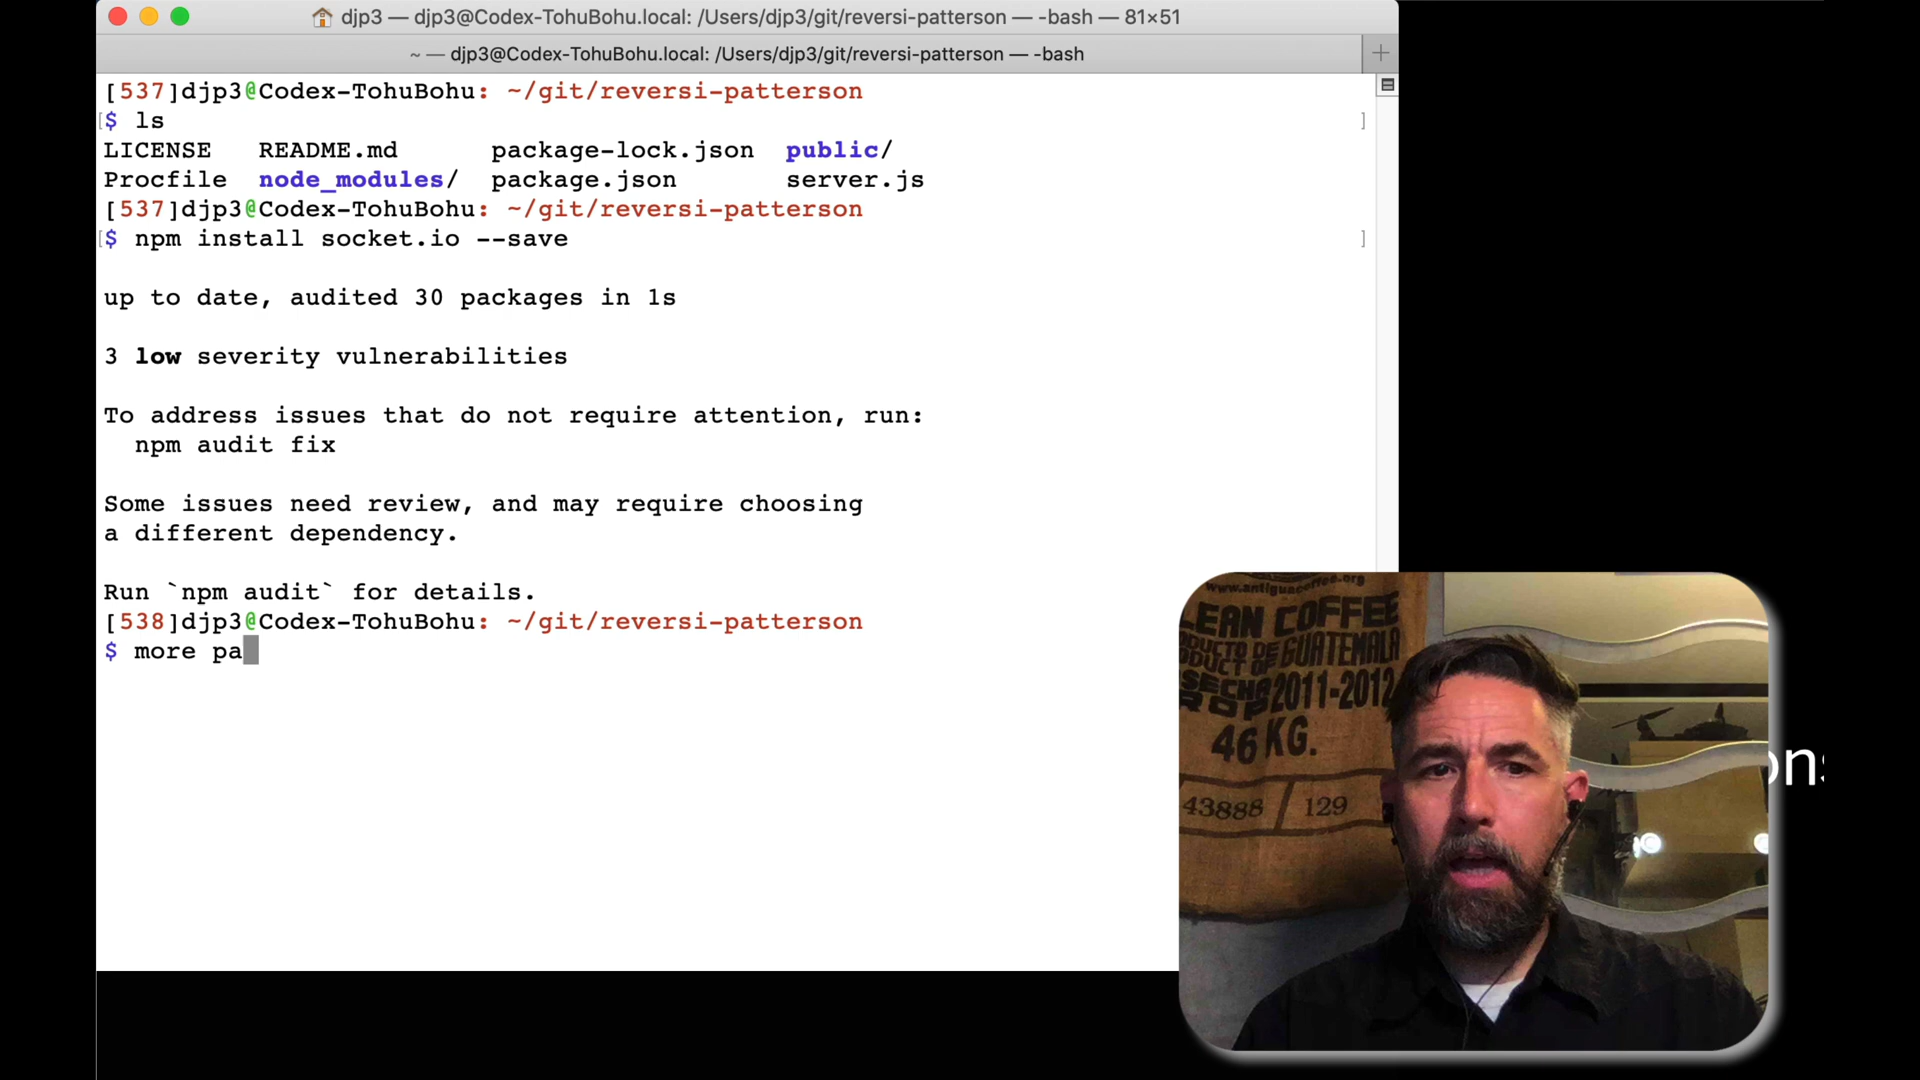 djp3 — djp3@Codex-TohuBohu.local: /Users/djp3/git/reversi-patterson — -bash — 81×51
~ — djp3@Codex-TohuBohu.local: /Users/djp3/git/reversi-patterson — -bash
[537]djp3@Codex-TohuBohu: ~/git/reversi-patterson
[$ ls ]
LICENSE README.md package-lock.json public/
Procfile node_modules/ package.json server.js
[537]djp3@Codex-TohuBohu: ~/git/reversi-patterson
[$ npm install socket.io --save ]
up to date, audited 30 packages in 1s
3 low severity vulnerabilities
To address issues that do not require attention, run:
npm audit fix
Some issues need review, and may require choosing
a different dependency.
Run `npm audit` for details.
[538]djp3@Codex-TohuBohu: ~/git/reversi-patterson
$ more pa
www.antiguacoffee.org
LEAN COFFEE
GUATEMALA
2011-2012
46 KG.
43888 129